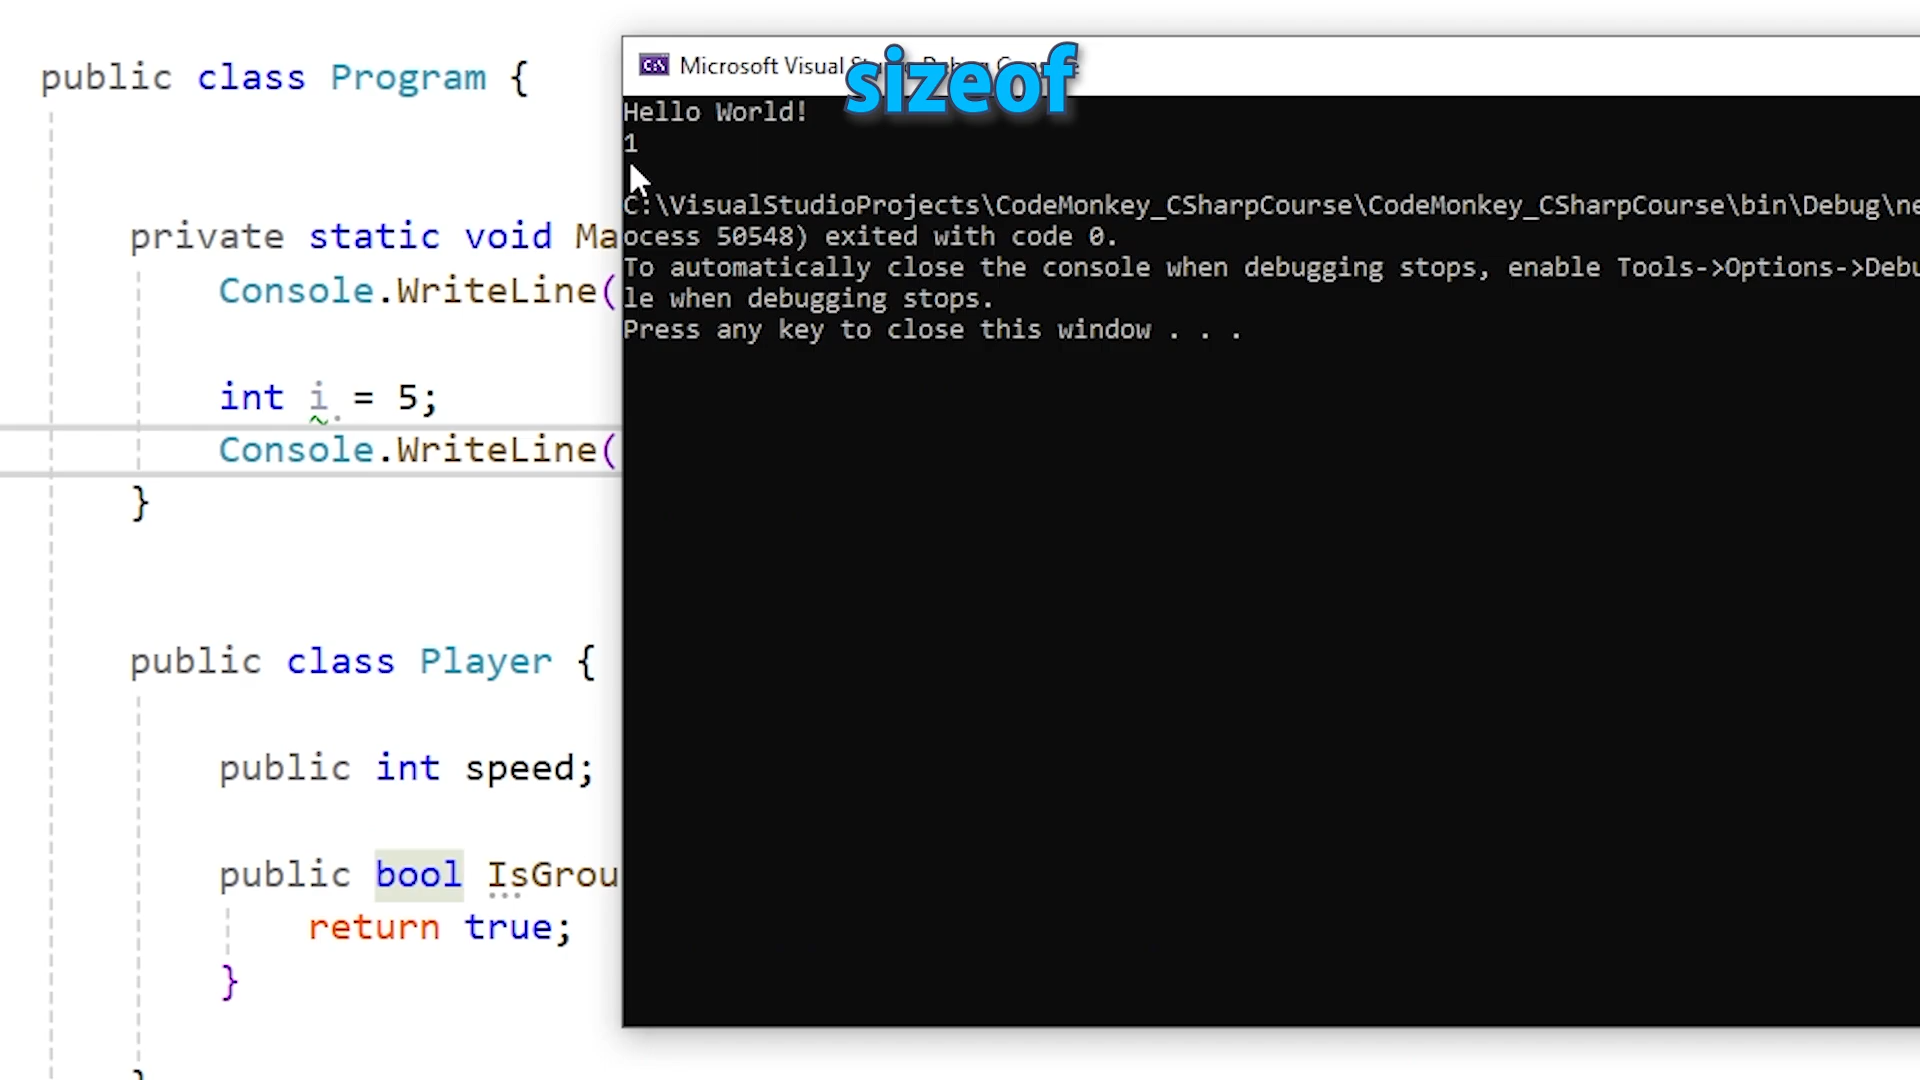 public class Program {
private static void Ma
Console.WriteLine(
int i = 5;
Console.WriteLine(
}
public class Player {
public int speed;
public bool IsGrou
return true;
}
}
sizeof
Microsoft Visual Studio Debug Console
Hello World!
1
C:\VisualStudioProjects\CodeMonkey_CSharpCourse\CodeMonkey_CSharpCourse\bin\Debug\ne
ocess 50548) exited with code 0.
To automatically close the console when debugging stops, enable Tools->Options->Debu
le when debugging stops.
Press any key to close this window . . .